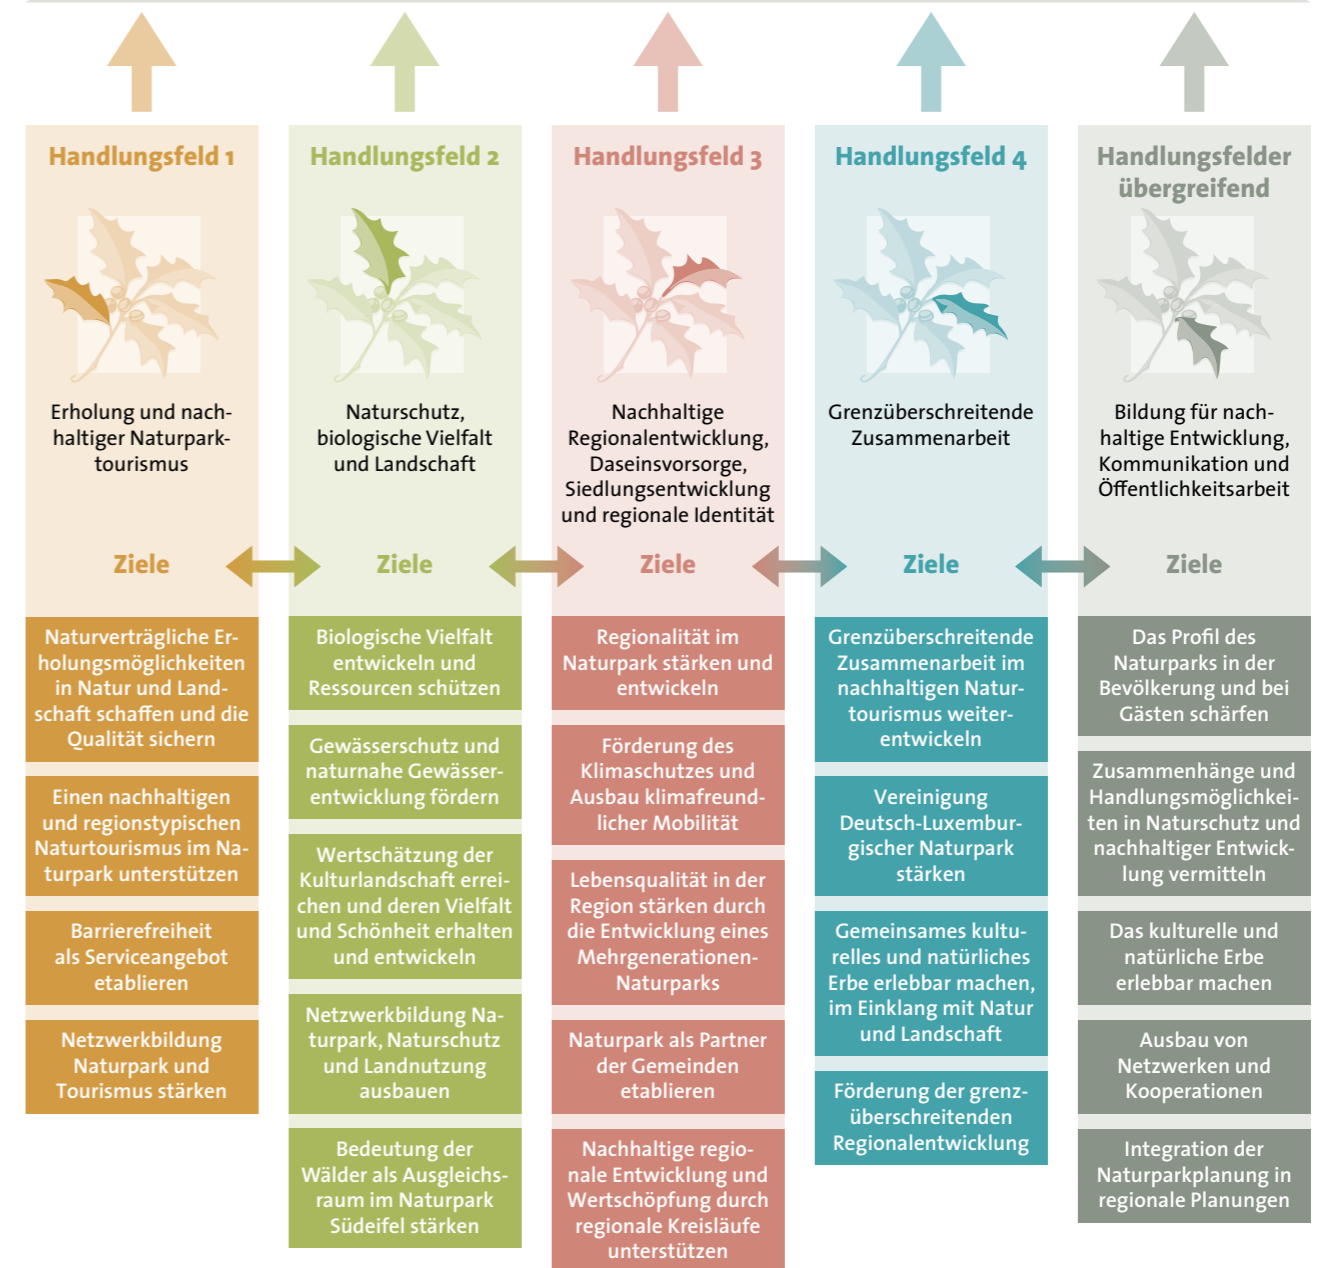 Handlungsfeld 1
Erholung und nach-
haltiger Naturpark-
tourismus
Ziele
Naturverträgliche Er-
holungsmöglichkeiten
in Natur und Land-
schaft schaffen und die
Qualität sichern
Einen nachhaltigen
und regionstypischen
Naturtourismus im Na-
turpark unterstützen
Barrierefreiheit
als Serviceangebot
etablieren
Netzwerkbildung
Naturpark und
Tourismus stärken
Handlungsfeld 2
Naturschutz,
biologische Vielfalt
und Landschaft
Ziele
Biologische Vielfalt
entwickeln und
Ressourcen schützen
Gewässerschutz und
naturnahe Gewässer-
entwicklung fördern
Wertschätzung der
Kulturlandschaft errei-
chen und deren Vielfalt
und Schönheit erhalten
und entwickeln
Netzwerkbildung Na-
turpark, Naturschutz
und Landnutzung
ausbauen
Bedeutung der
Wälder als Ausgleichs-
raum im Naturpark
Südeifel stärken
Handlungsfeld 3
Nachhaltige
Regionalentwicklung,
Daseinsvorsorge,
Siedlungsentwicklung
und regionale Identität
Ziele
Regionalität im
Naturpark stärken und
entwickeln
Förderung des
Klimaschutzes und
Ausbau klimafreund-
licher Mobilität
Lebensqualität in der
Region stärken durch
die Entwicklung eines
Mehrgenerationen-
Naturparks
Naturpark als Partner
der Gemeinden
etablieren
Nachhaltige regio-
nale Entwicklung und
Wertschöpfung durch
regionale Kreisläufe
unterstützen
Handlungsfeld 4
Grenzüberschreitende
Zusammenarbeit
Ziele
Grenzüberschreitende
Zusammenarbeit im
nachhaltigen Natur-
tourismus weiter-
entwickeln
Vereinigung
Deutsch-Luxembur-
gischer Naturpark
stärken
Gemeinsames kultu-
relles und natürliches
Erbe erlebbar machen,
im Einklang mit Natur
und Landschaft
Förderung der grenz-
überschreitenden
Regionalentwicklung
Handlungsfelder
übergreifend
Bildung für nach-
haltige Entwicklung,
Kommunikation und
Öffentlichkeitsarbeit
Ziele
Das Profil des
Naturparks in der
Bevölkerung und bei
Gästen schärfen
Zusammenhänge und
Handlungsmöglichkei-
ten in Naturschutz und
nachhaltiger Entwick-
lung vermitteln
Das kulturelle und
natürliche Erbe
erlebbar machen
Ausbau von
Netzwerken und
Kooperationen
Integration der
Naturparkplanung in
regionale Planungen